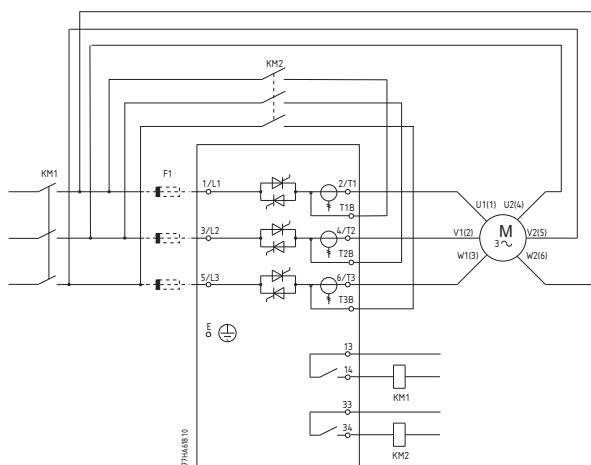 KM2
KM1
F1
1/L1
2/T1
T1B
3/L2
4/T2
T2B
5/L3
6/T3
T3B
U1(1) U2(4)
V1(2)
M
3~
V2(5)
W1(3)
W2(6)
E
13
14
KM1
33
34
KM2
177HA618.10